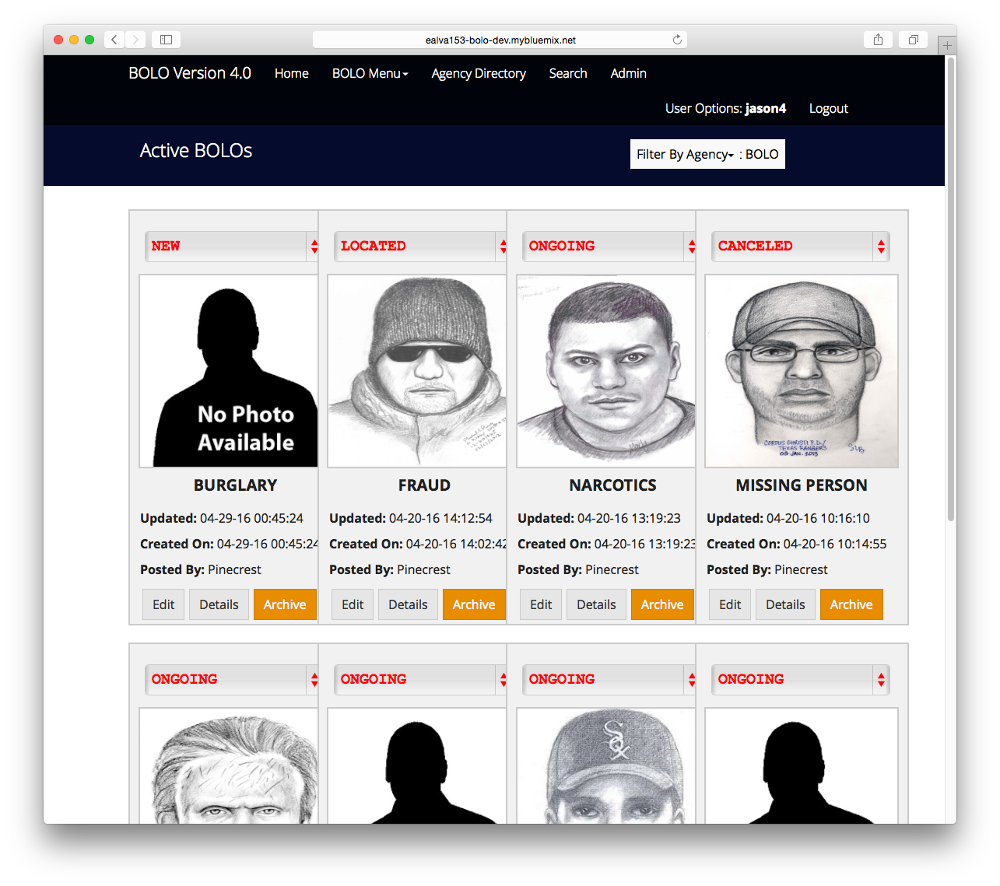 ealva153-bolo-dev.mybluemix.net
BOLO Version 4.0 Home BOLO Menu Agency Directory Search Admin
User Options: jason4 Logout
Active BOLOs
Filter By Agency : BOLO
NEW LOCATED ONGOING CANCELED
No Photo
Available
CORPUS CHRISTI P.D./
TEXAS RANGERS
08 JAN. 2013
BURGLARY FRAUD NARCOTICS MISSING PERSON
Updated: 04-29-16 00:45:24 Updated: 04-20-16 14:12:54 Updated: 04-20-16 13:19:23 Updated: 04-20-16 10:16:10
Created On: 04-29-16 00:45:24 Created On: 04-20-16 14:02:42 Created On: 04-20-16 13:19:23 Created On: 04-20-16 10:14:55
Posted By: Pinecrest Posted By: Pinecrest Posted By: Pinecrest Posted By: Pinecrest
Edit Details Archive Edit Details Archive Edit Details Archive Edit Details Archive
ONGOING ONGOING ONGOING ONGOING
Sox